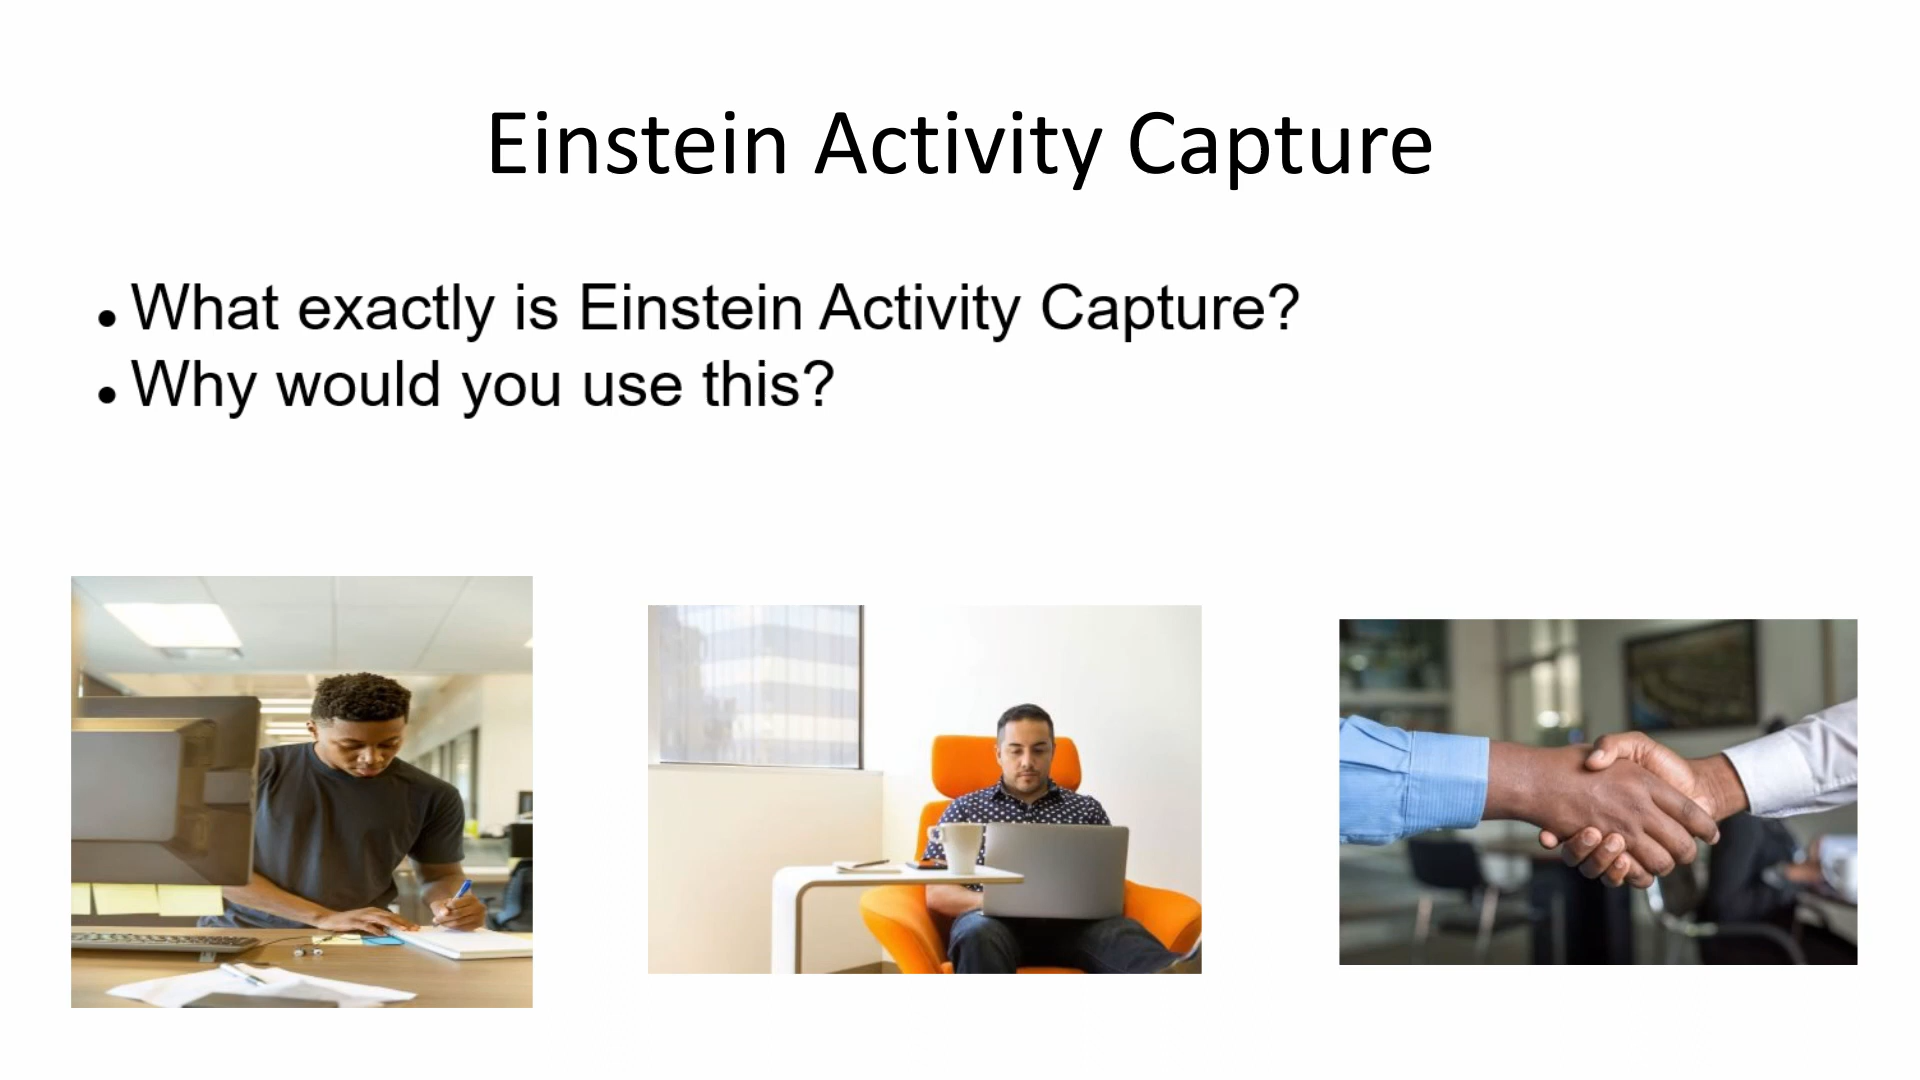 Einstein Activity Capture
• What exactly is Einstein Activity Capture?
• Why would you use this?